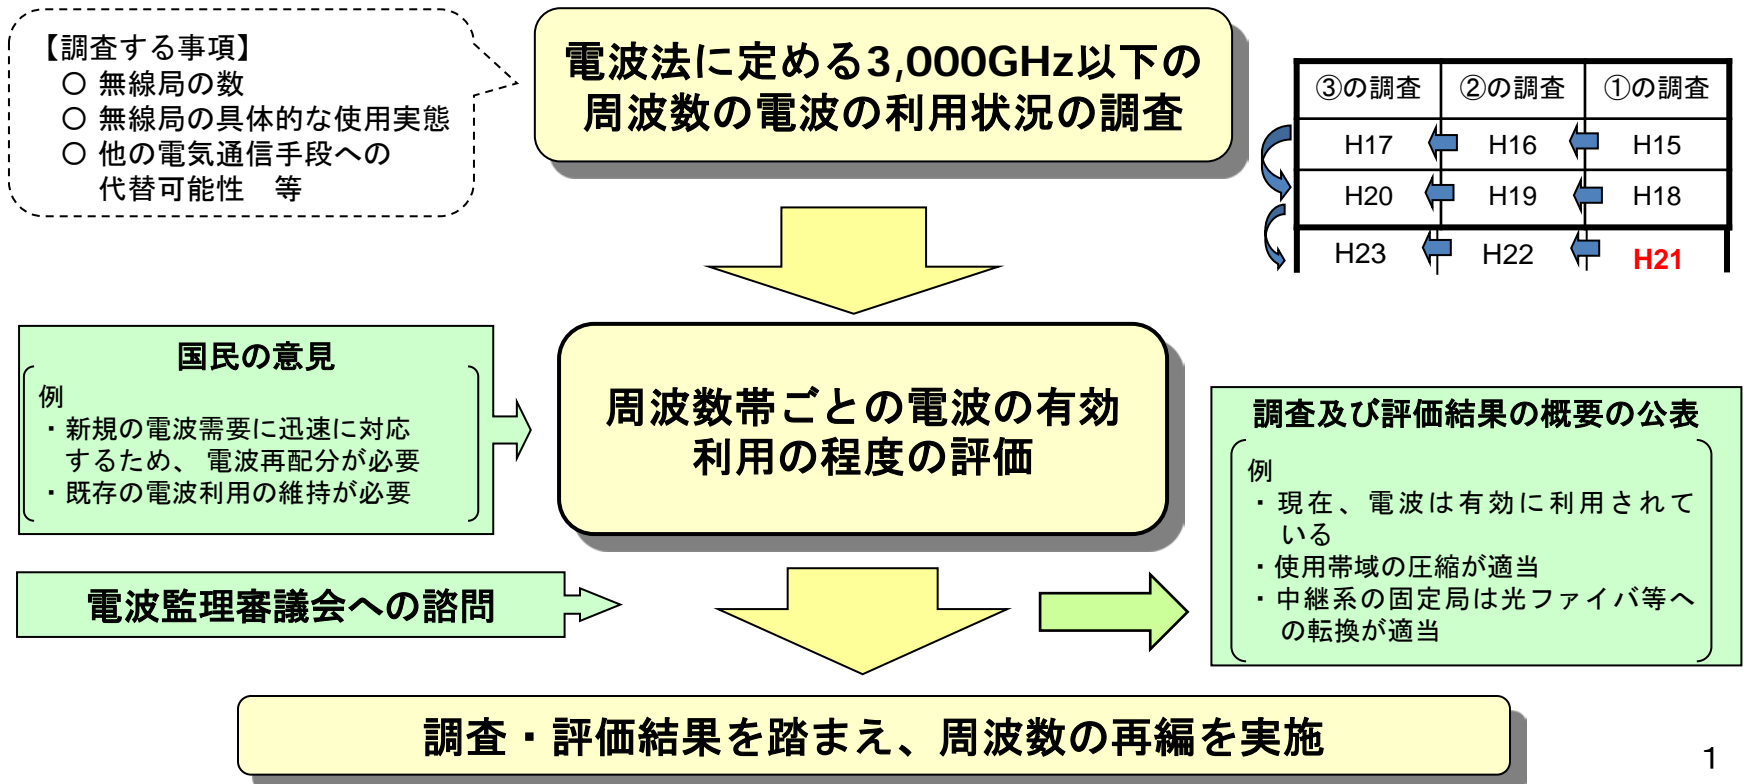 【調査する事項】
○ 無線局の数
○ 無線局の具体的な使用実態
○ 他の電気通信手段への
代替可能性　等
電波法に定める3,000GHz以下の
周波数の電波の利用状況の調査
③の調査 ②の調査 ①の調査
H17 H16 H15
H20 H19 H18
H23 H22 H21
国民の意見
例
・新規の電波需要に迅速に対応
するため、 電波再配分が必要
・既存の電波利用の維持が必要
周波数帯ごとの電波の有効
利用の程度の評価
調査及び評価結果の概要の公表
例
・現在、電波は有効に利用されて
いる
・使用帯域の圧縮が適当
・中継系の固定局は光ファイバ等へ
の転換が適当
電波監理審議会への諮問
調査・評価結果を踏まえ、周波数の再編を実施
1